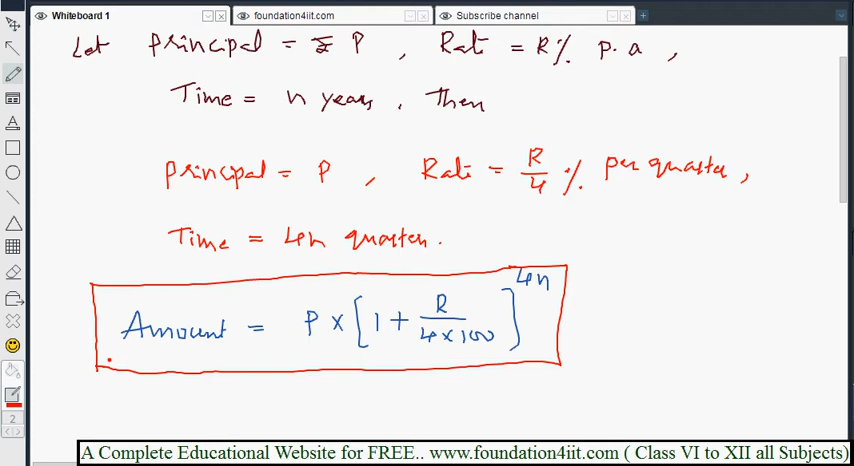 Whiteboard 1 foundation4iit.com Subscribe channel
Let principal = ₹ P , Rate = R% p.a ,
Time = n years , Then
principal = P , Rate = R/4 % per quarter ,
Time = 4n quarter.
Amount = P × [1 + R/(4×100)]^4n
2
A Complete Educational Website for FREE.. www.foundation4iit.com ( Class VI to XII all Subjects)